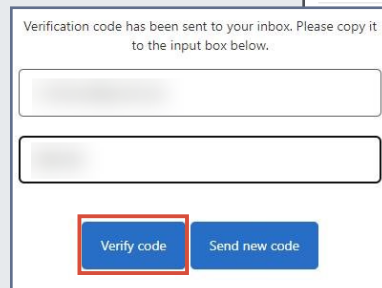 Verification code has been sent to your inbox. Please copy it
to the input box below.
Verify code
Send new code